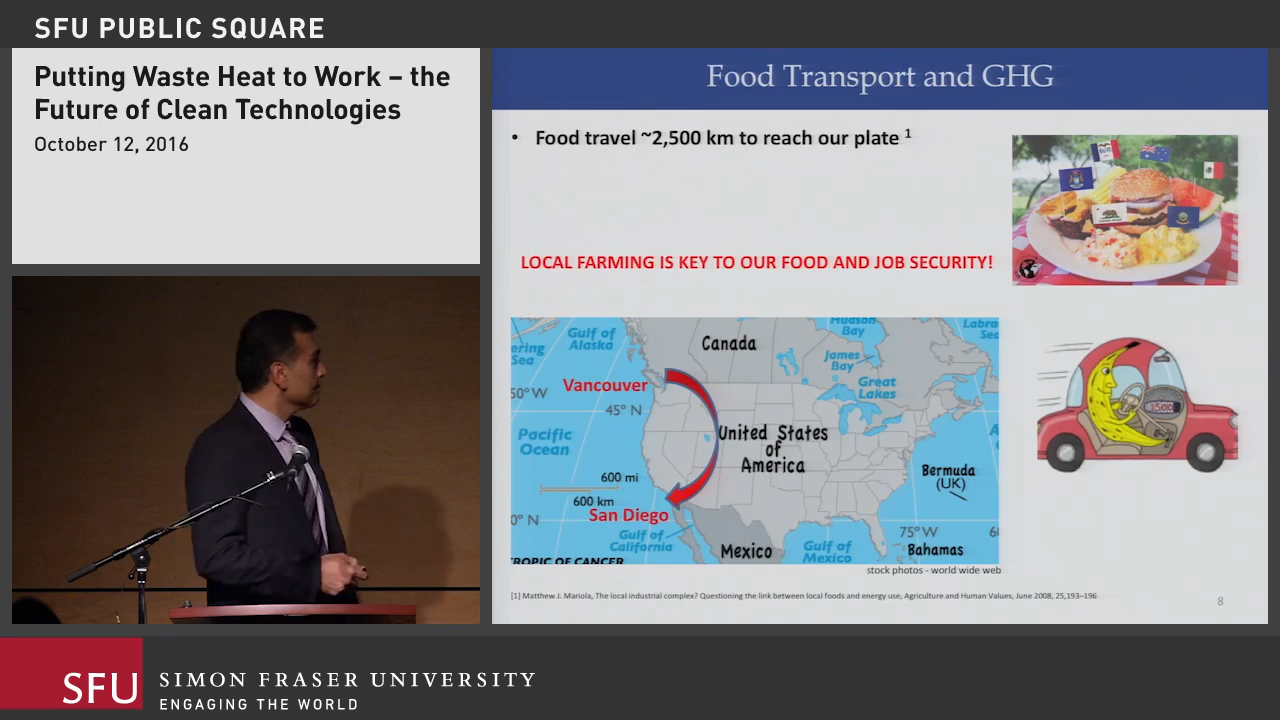 SFU PUBLIC SQUARE
Putting Waste Heat to Work – the
Future of Clean Technologies
October 12, 2016
Food Transport and GHG
• Food travel ~2,500 km to reach our plate 1
LOCAL FARMING IS KEY TO OUR FOOD AND JOB SECURITY!
Gulf of
Alaska
Canada
Hudson
Bay
Labra
Sea
ering
Sea
James
Bay
Vancouver
Great
Lakes
50° W
45° N
Pacific
Ocean
United States
of
America
600 mi
600 km
Bermuda
(UK)
San Diego
0° N
Gulf of
California
Mexico
Gulf of
Mexico
75° W
Bahamas
TROPIC OF CANCER
stock photos - world wide web
[1] Matthew J. Mariola, The local industrial complex? Questioning the link between local foods and energy use, Agriculture and Human Values, June 2008, 25,193–196
8
SFU
SIMON FRASER UNIVERSITY
ENGAGING THE WORLD